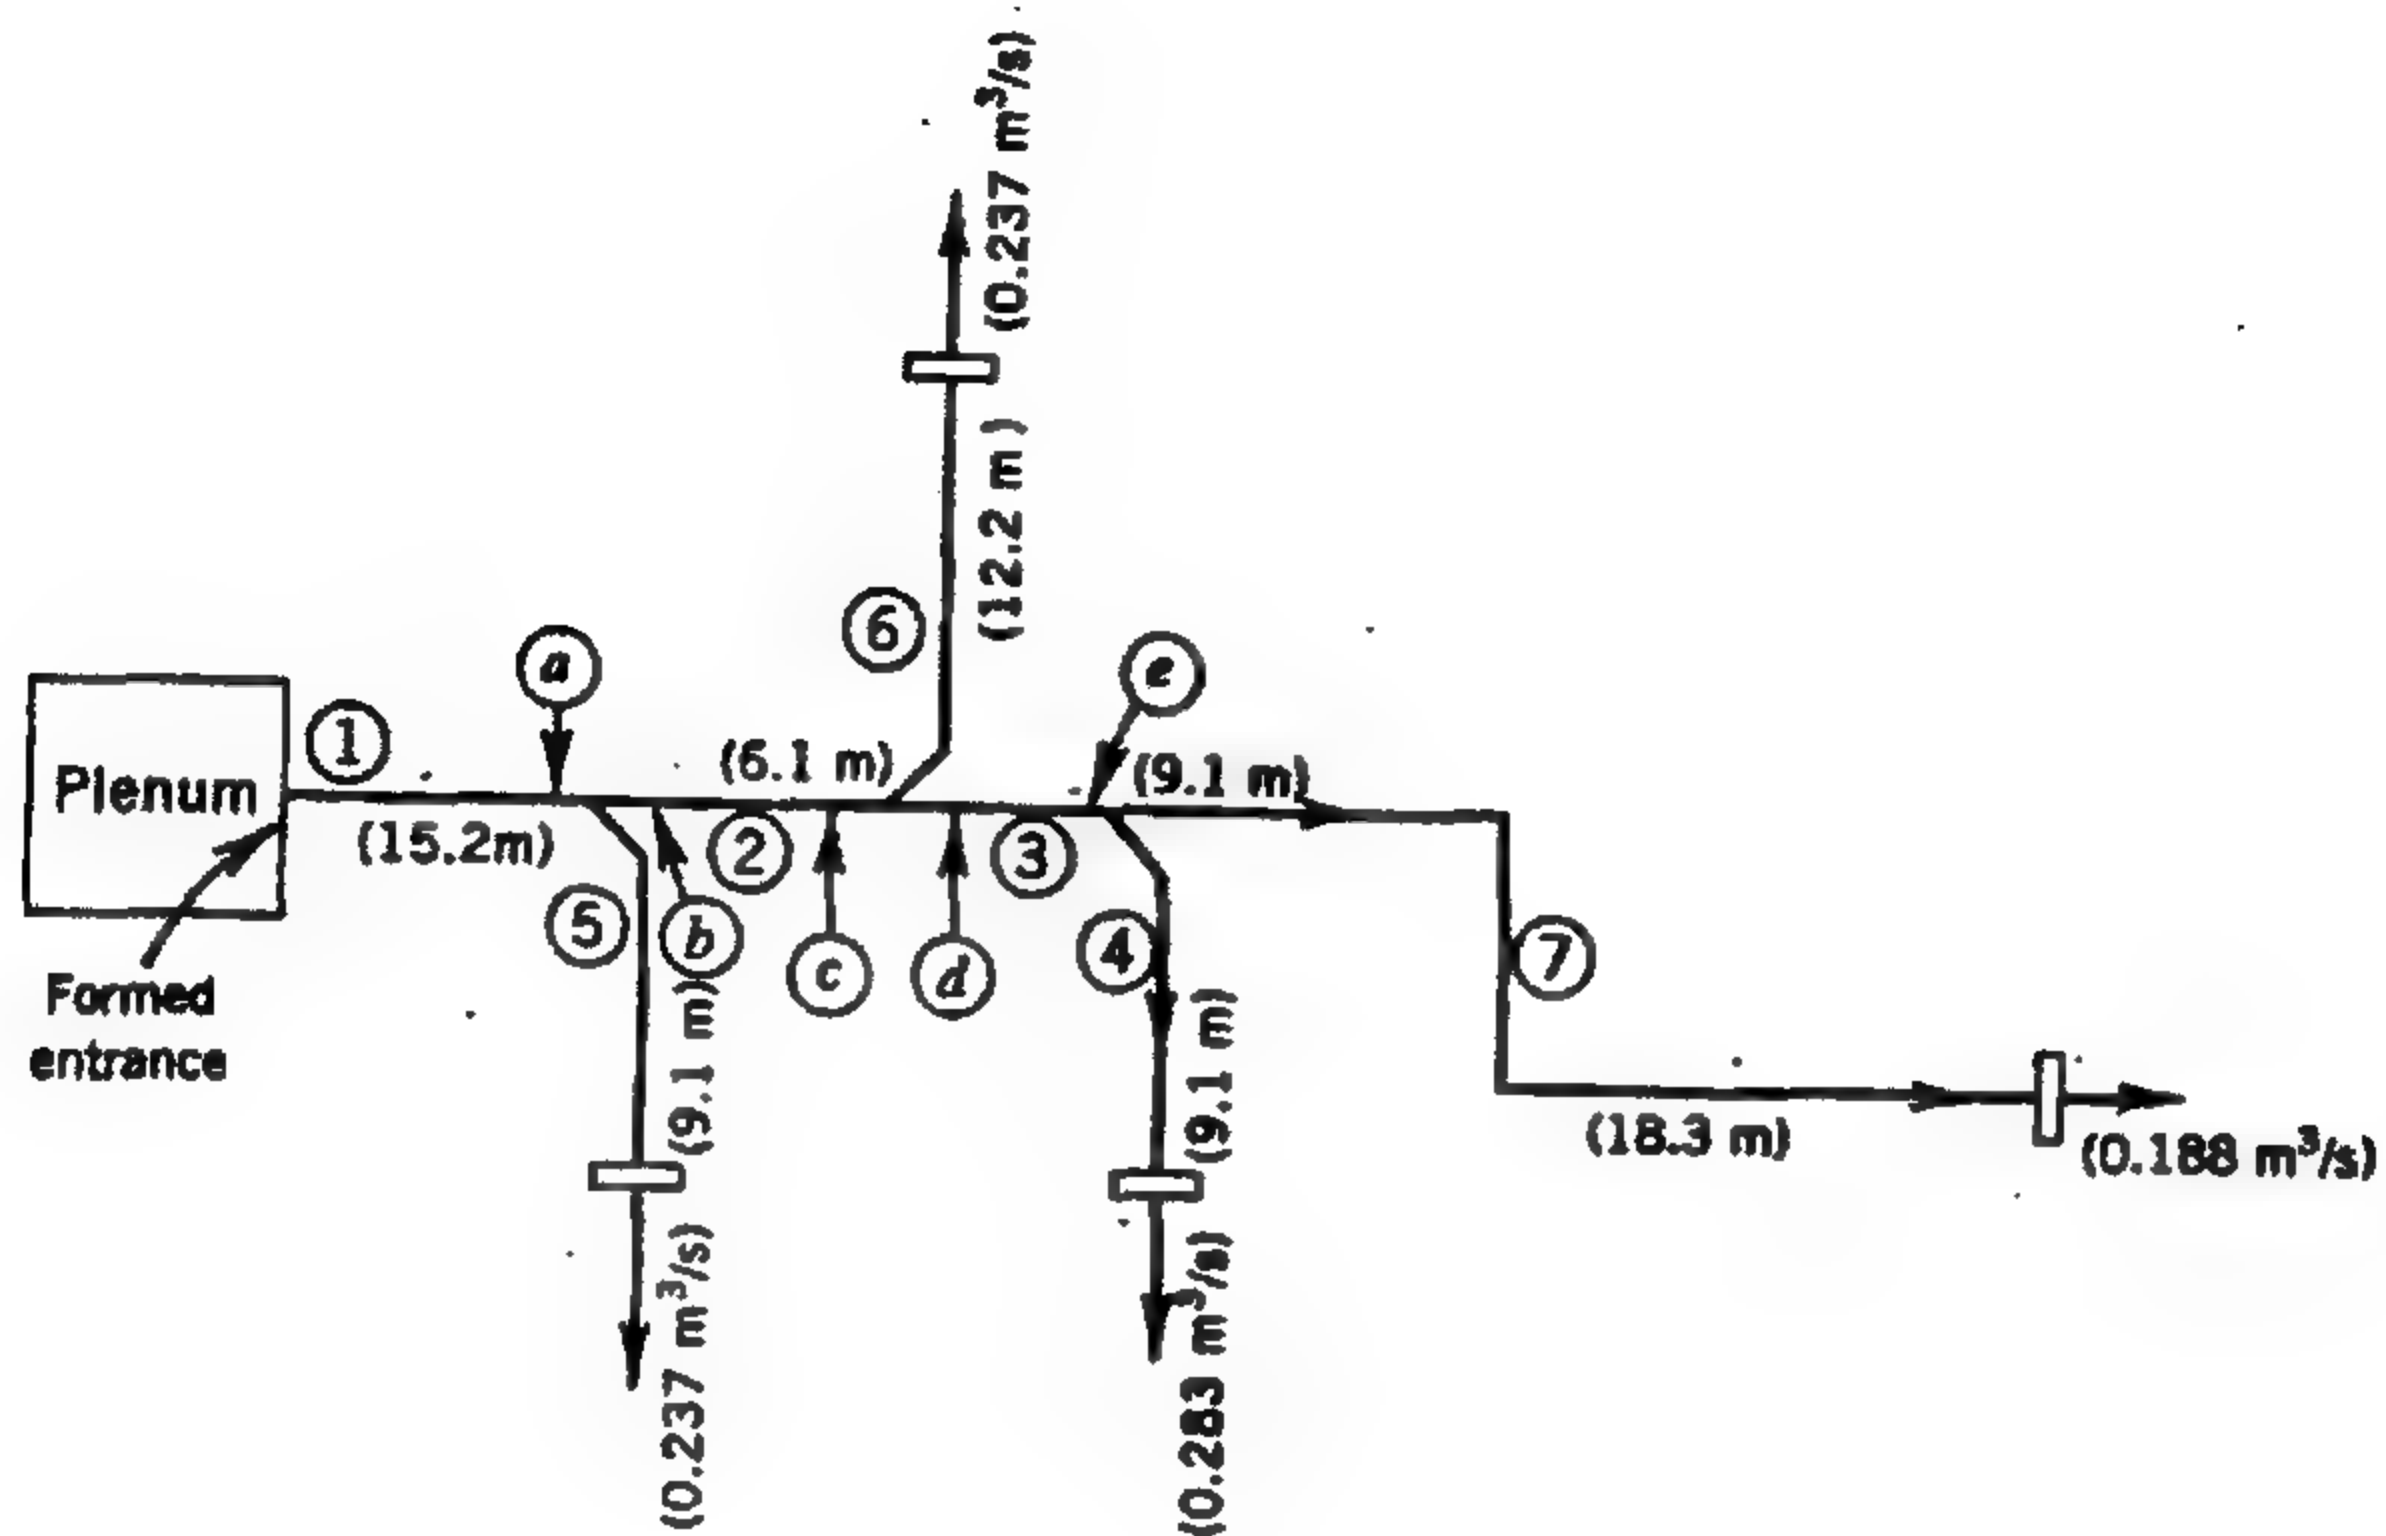 (0.237 m³/s)
(12.2 m)
6
a
e
1
(6.1 m)
(9.1 m)
Plenum
(15.2m)
2
3
5
b
c
d
4
7
Formed
entrance
(9.1 m)
(9.1 m)
(18.3 m)
(0.188 m³/s)
(0.237 m³/s)
(0.283 m³/s)